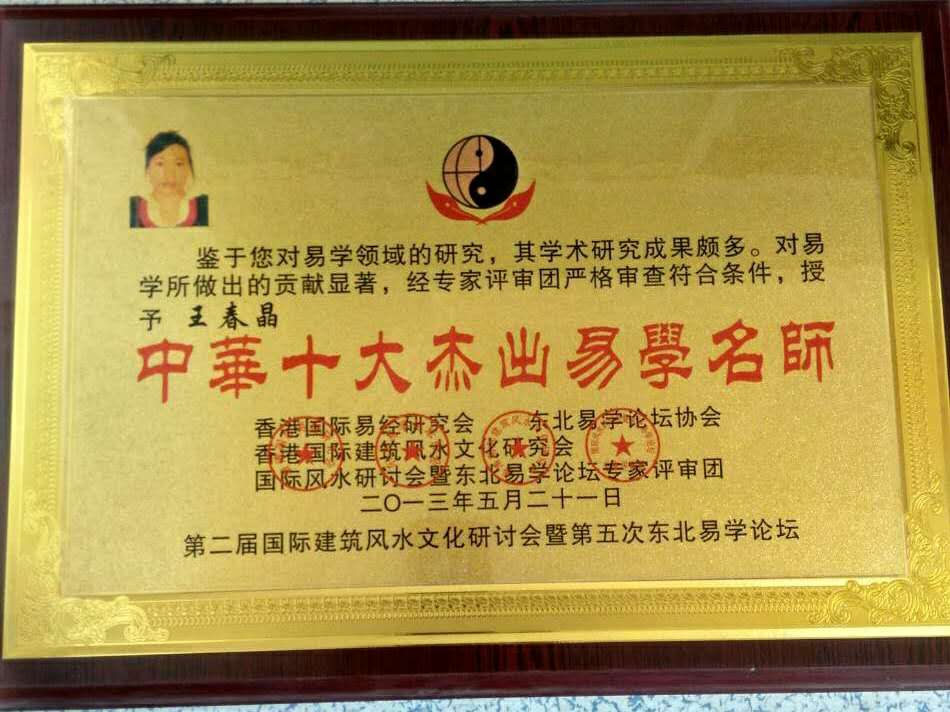 鉴于您对易学领域的研究，其学术研究成果颇多。对易
学所做出的贡献显著，经专家评审团严格审查符合条件，授
予 王春晶
中華十大杰出易學名師
香港国际易经研究会 东北易学论坛协会
香港国际建筑风水文化研究会
国际风水研讨会暨东北易学论坛专家评审团
二〇一三年五月二十一日
第二届国际建筑风水文化研讨会暨第五次东北易学论坛